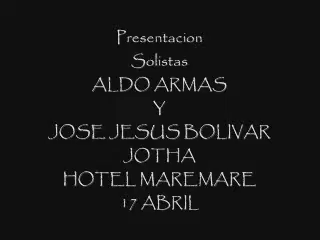 Presentacion
Solistas
ALDO ARMAS
Y
JOSE JESUS BOLIVAR
JOTHA
HOTEL MAREMARE
17 ABRIL